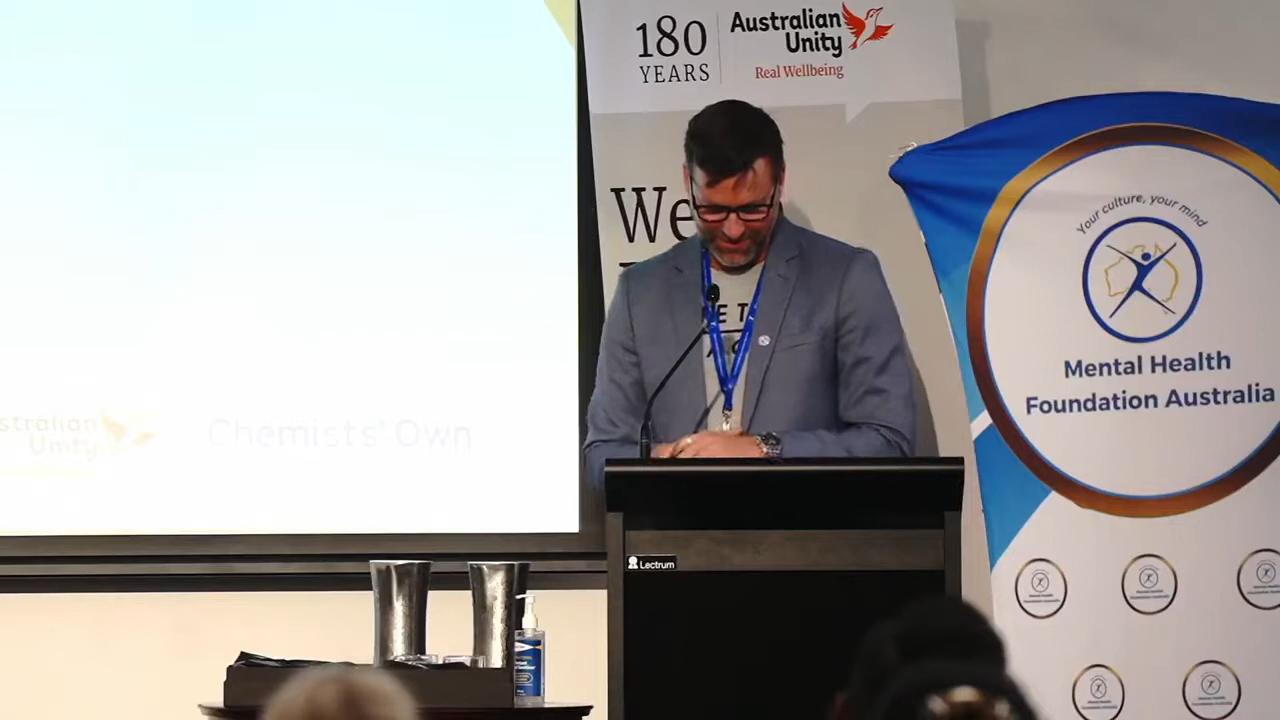 180
YEARS
Australian
Unity
Real Wellbeing
We
Your culture, your mind
Mental Health
Foundation Australia
Unity
Chemists' Own
Lectrum